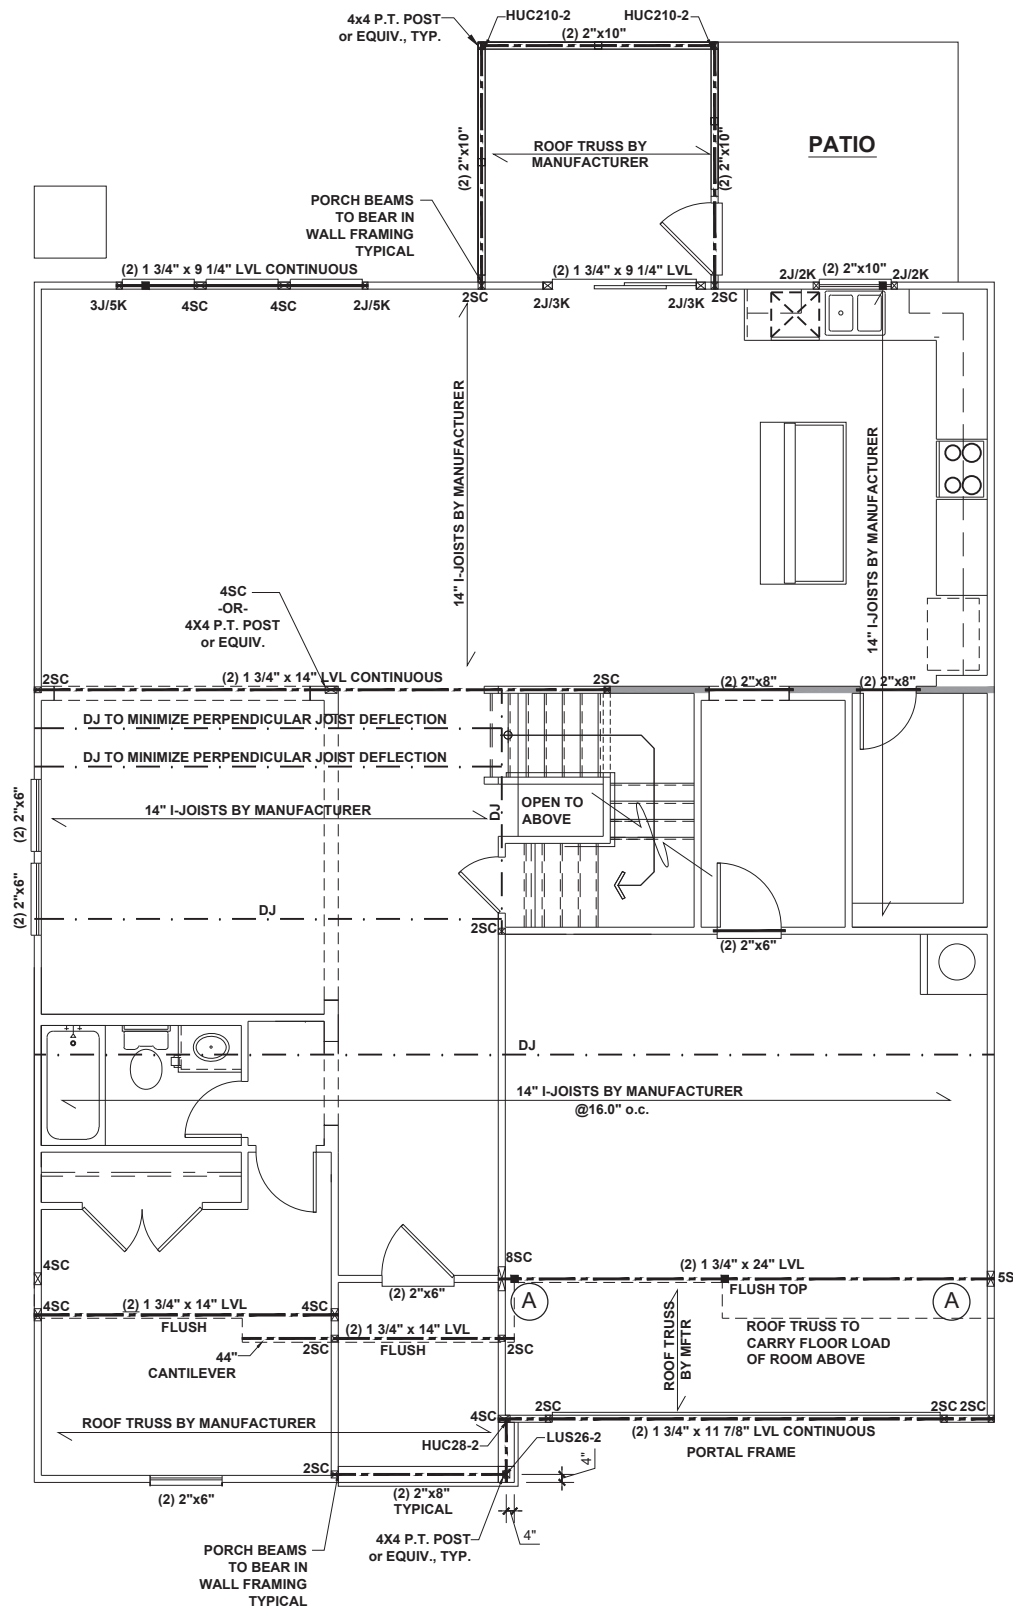 4x4 P.T. POST
or EQUIV., TYP.
HUC210-2
HUC210-2
(2) 2"x10"
(2) 2"x10"
(2) 2"x10"
ROOF TRUSS BY
MANUFACTURER
PATIO
PORCH BEAMS
TO BEAR IN
WALL FRAMING
TYPICAL
(2) 1 3/4" x 9 1/4" LVL CONTINUOUS
(2) 1 3/4" x 9 1/4" LVL
2J/2K
(2) 2"x10"
2J/2K
3J/5K
4SC
4SC
2J/5K
2SC
2J/3K
2J/3K
2SC
14" I-JOISTS BY MANUFACTURER
14" I-JOISTS BY MANUFACTURER
4SC
-OR-
4X4 P.T. POST
or EQUIV.
2SC
(2) 1 3/4" x 14" LVL CONTINUOUS
2SC
(2) 2"x8"
(2) 2"x8"
DJ TO MINIMIZE PERPENDICULAR JOIST DEFLECTION
DJ TO MINIMIZE PERPENDICULAR JOIST DEFLECTION
(2) 2"x6"
14" I-JOISTS BY MANUFACTURER
DJ
OPEN TO
ABOVE
(2) 2"x6"
DJ
2SC
(2) 2"x6"
DJ
14" I-JOISTS BY MANUFACTURER
@16.0" o.c.
4SC
8SC
(2) 1 3/4" x 24" LVL
5S
FLUSH TOP
(2) 2"x6"
A
A
4SC
(2) 1 3/4" x 14" LVL
4SC
FLUSH
(2) 1 3/4" x 14" LVL
2SC
FLUSH
2SC
44"
CANTILEVER
ROOF TRUSS
BY MFTR
ROOF TRUSS TO
CARRY FLOOR LOAD
OF ROOM ABOVE
ROOF TRUSS BY MANUFACTURER
4SC
2SC
2SC
2SC
HUC28-2
LUS26-2
(2) 1 3/4" x 11 7/8" LVL CONTINUOUS
PORTAL FRAME
2SC
4"
(2) 2"x6"
(2) 2"x8"
TYPICAL
4X4 P.T. POST
or EQUIV., TYP.
4"
PORCH BEAMS
TO BEAR IN
WALL FRAMING
TYPICAL